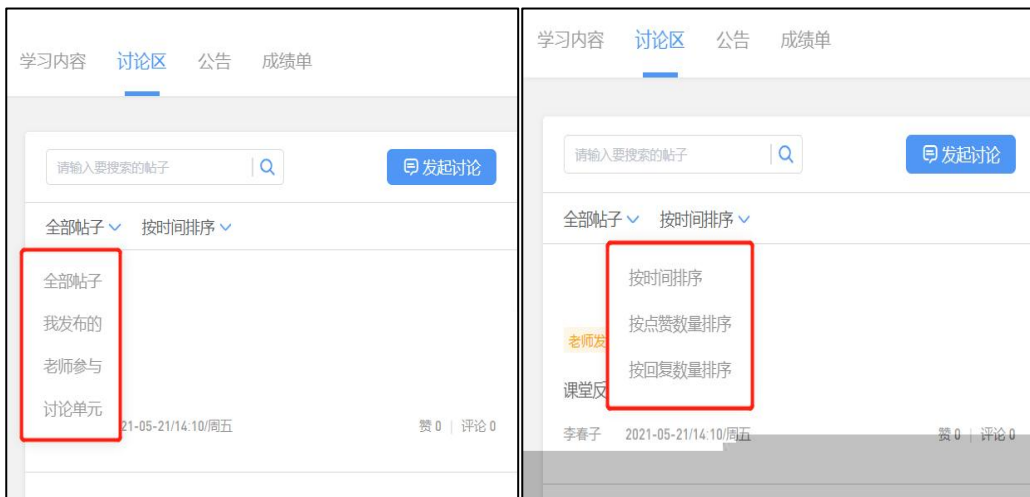 学习内容 讨论区 公告 成绩单
请输入要搜索的帖子
发起讨论
全部帖子 按时间排序
全部帖子
我发布的
老师参与
讨论单元
21-05-21/14:10/周五 赞 0 | 评论 0
学习内容 讨论区 公告 成绩单
请输入要搜索的帖子
发起讨论
全部帖子 按时间排序
按时间排序
按点赞数量排序
老师发
按回复数量排序
课堂反
李春子 2021-05-21/14:10/周五 赞 0 | 评论 0